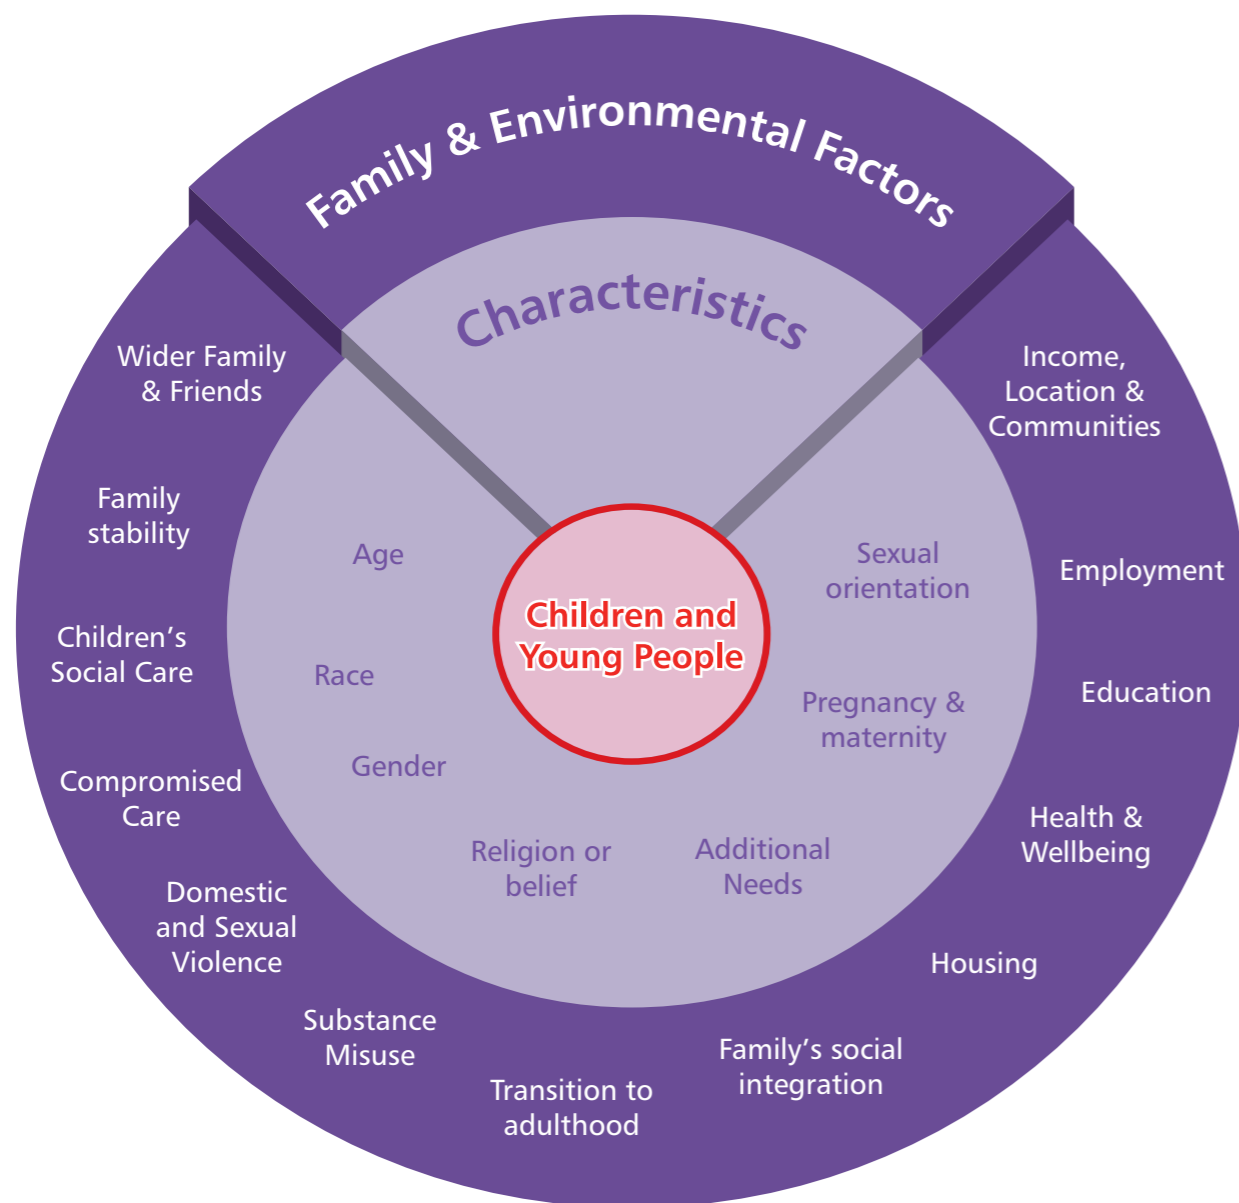 Family & Environmental Factors
Characteristics
Wider Family
& Friends
Family
stability
Children’s
Social Care
Compromised
Care
Domestic
and Sexual
Violence
Substance
Misuse
Transition to
adulthood
Family’s social
integration
Housing
Health &
Wellbeing
Education
Employment
Income,
Location &
Communities
Age
Race
Gender
Religion or
belief
Additional
Needs
Pregnancy &
maternity
Sexual
orientation
Children and
Young People